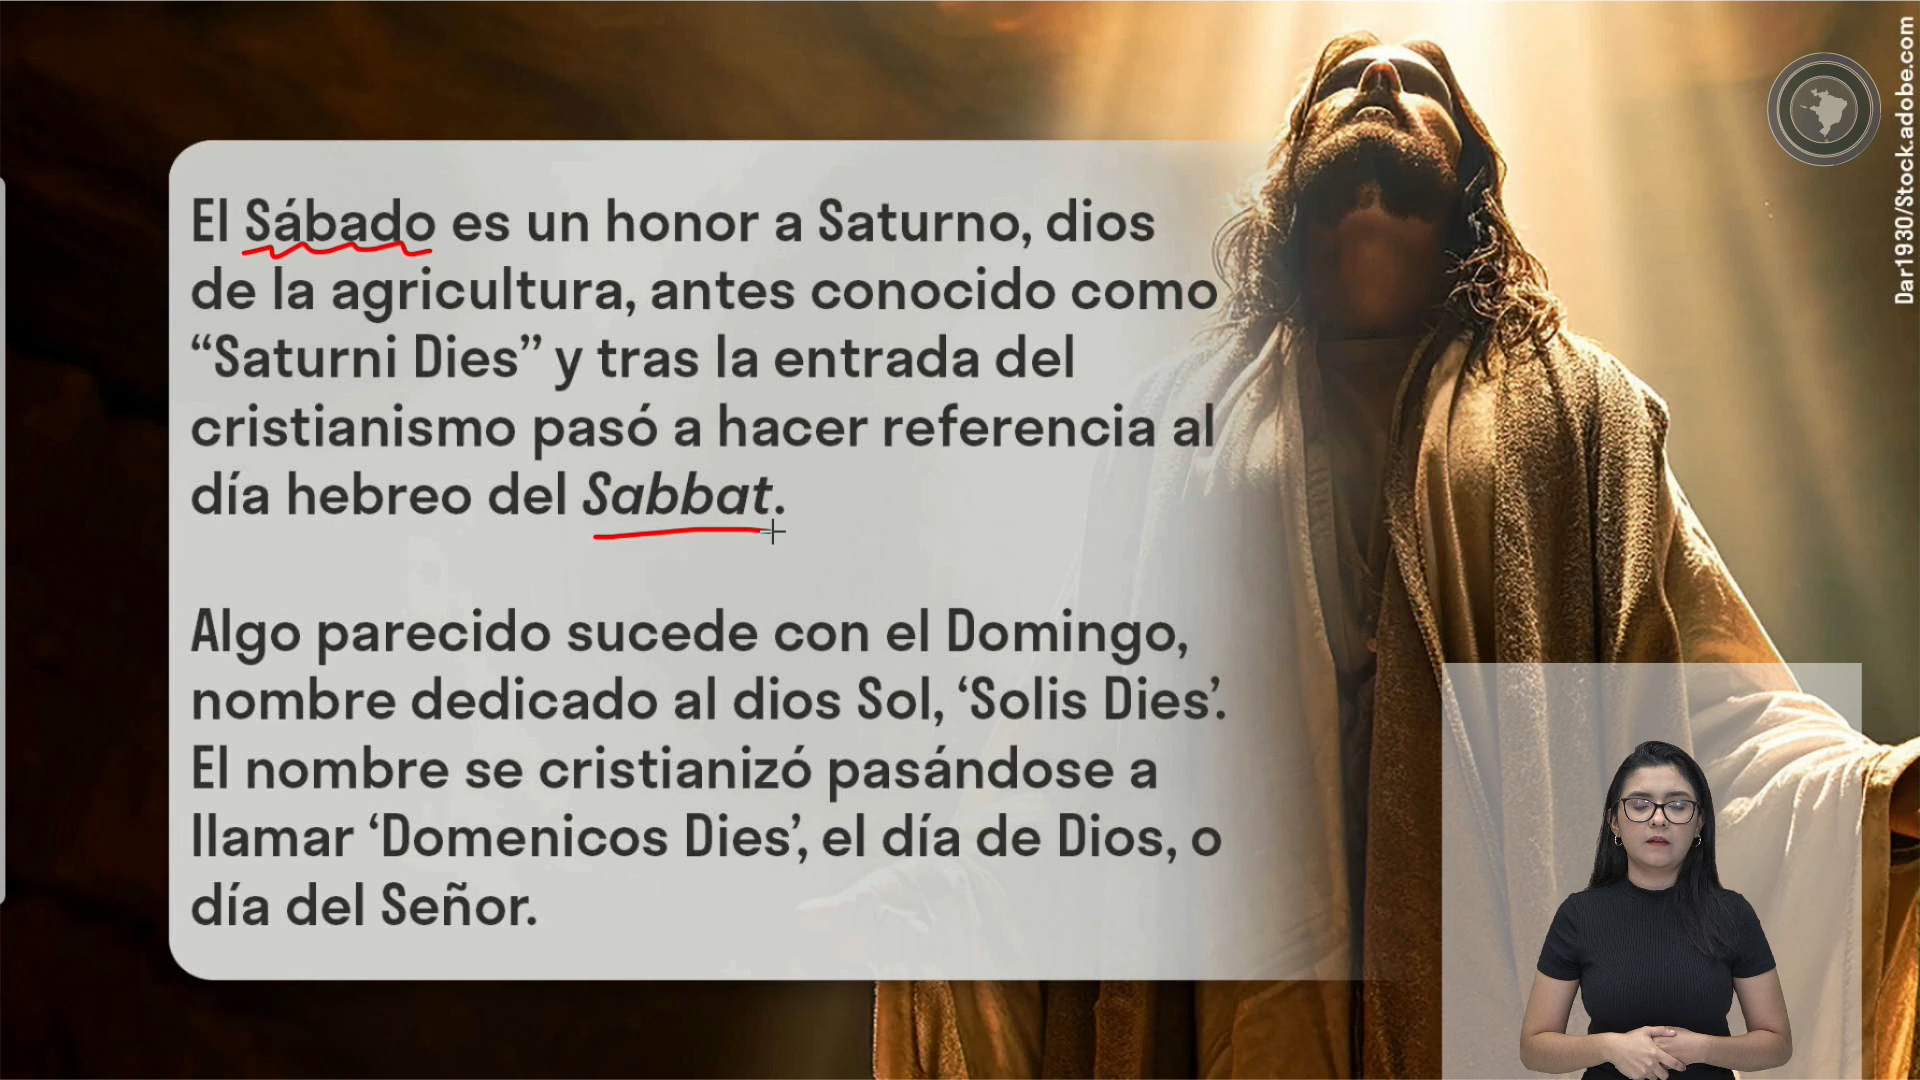 El Sábado es un honor a Saturno, dios
de la agricultura, antes conocido como
“Saturni Dies” y tras la entrada del
cristianismo pasó a hacer referencia al
día hebreo del Sabbat.
Algo parecido sucede con el Domingo,
nombre dedicado al dios Sol, ‘Solis Dies’.
El nombre se cristianizó pasándose a
llamar ‘Domenicos Dies’, el día de Dios, o
día del Señor.
Dar1930/Stock.adobe.com